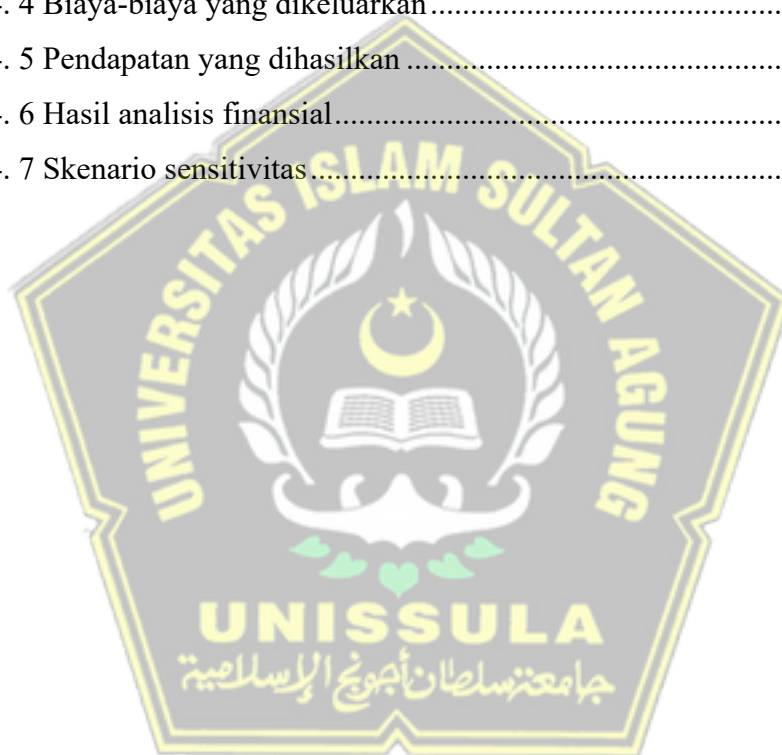 . 4 Biaya-biaya yang dikeluarkan
. 5 Pendapatan yang dihasilkan
. 6 Hasil analisis finansial
. 7 Skenario sensitivitas
UNIVERSITAS ISLAM SULTAN AGUNG
UNISSULA
جامعة سلطان أجونج الإسلامية